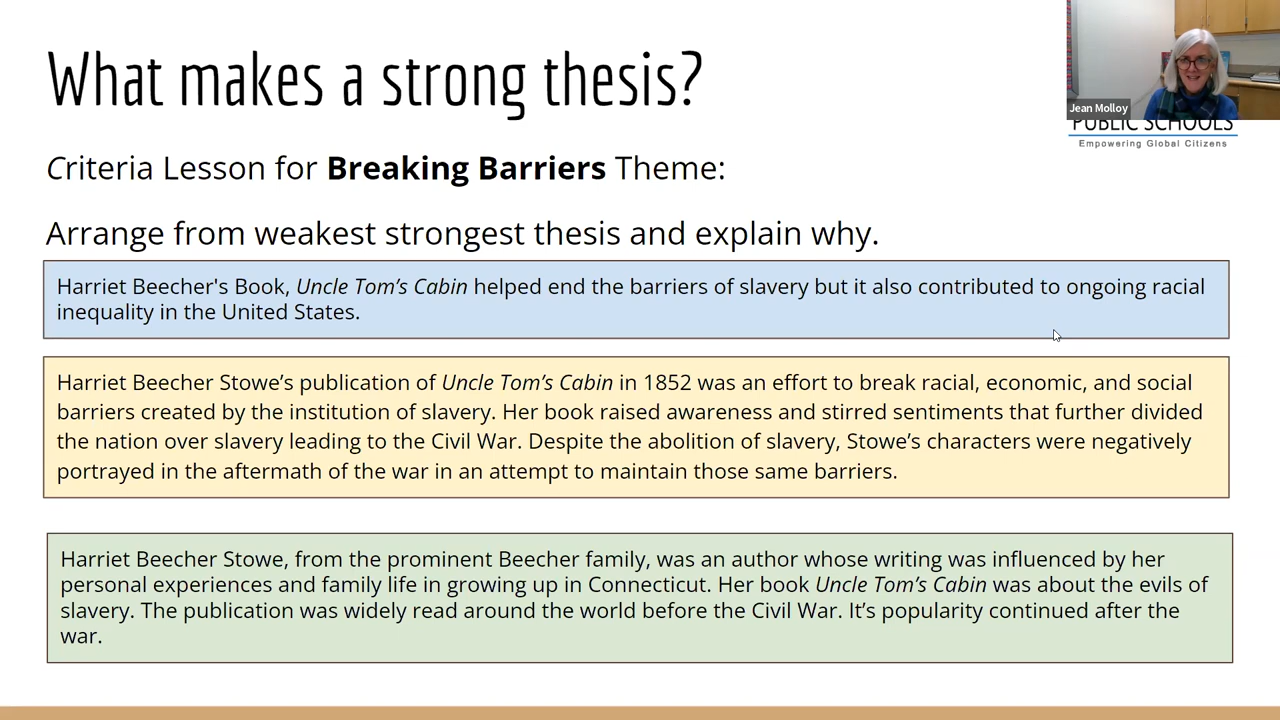 What makes a strong thesis?
Jean Molloy
PUBLIC SCHOOLS
Empowering Global Citizens
Criteria Lesson for Breaking Barriers Theme:
Arrange from weakest strongest thesis and explain why.
Harriet Beecher's Book, Uncle Tom’s Cabin helped end the barriers of slavery but it also contributed to ongoing racial
inequality in the United States.
Harriet Beecher Stowe’s publication of Uncle Tom’s Cabin in 1852 was an effort to break racial, economic, and social
barriers created by the institution of slavery. Her book raised awareness and stirred sentiments that further divided
the nation over slavery leading to the Civil War. Despite the abolition of slavery, Stowe’s characters were negatively
portrayed in the aftermath of the war in an attempt to maintain those same barriers.
Harriet Beecher Stowe, from the prominent Beecher family, was an author whose writing was influenced by her
personal experiences and family life in growing up in Connecticut. Her book Uncle Tom’s Cabin was about the evils of
slavery. The publication was widely read around the world before the Civil War. It’s popularity continued after the
war.